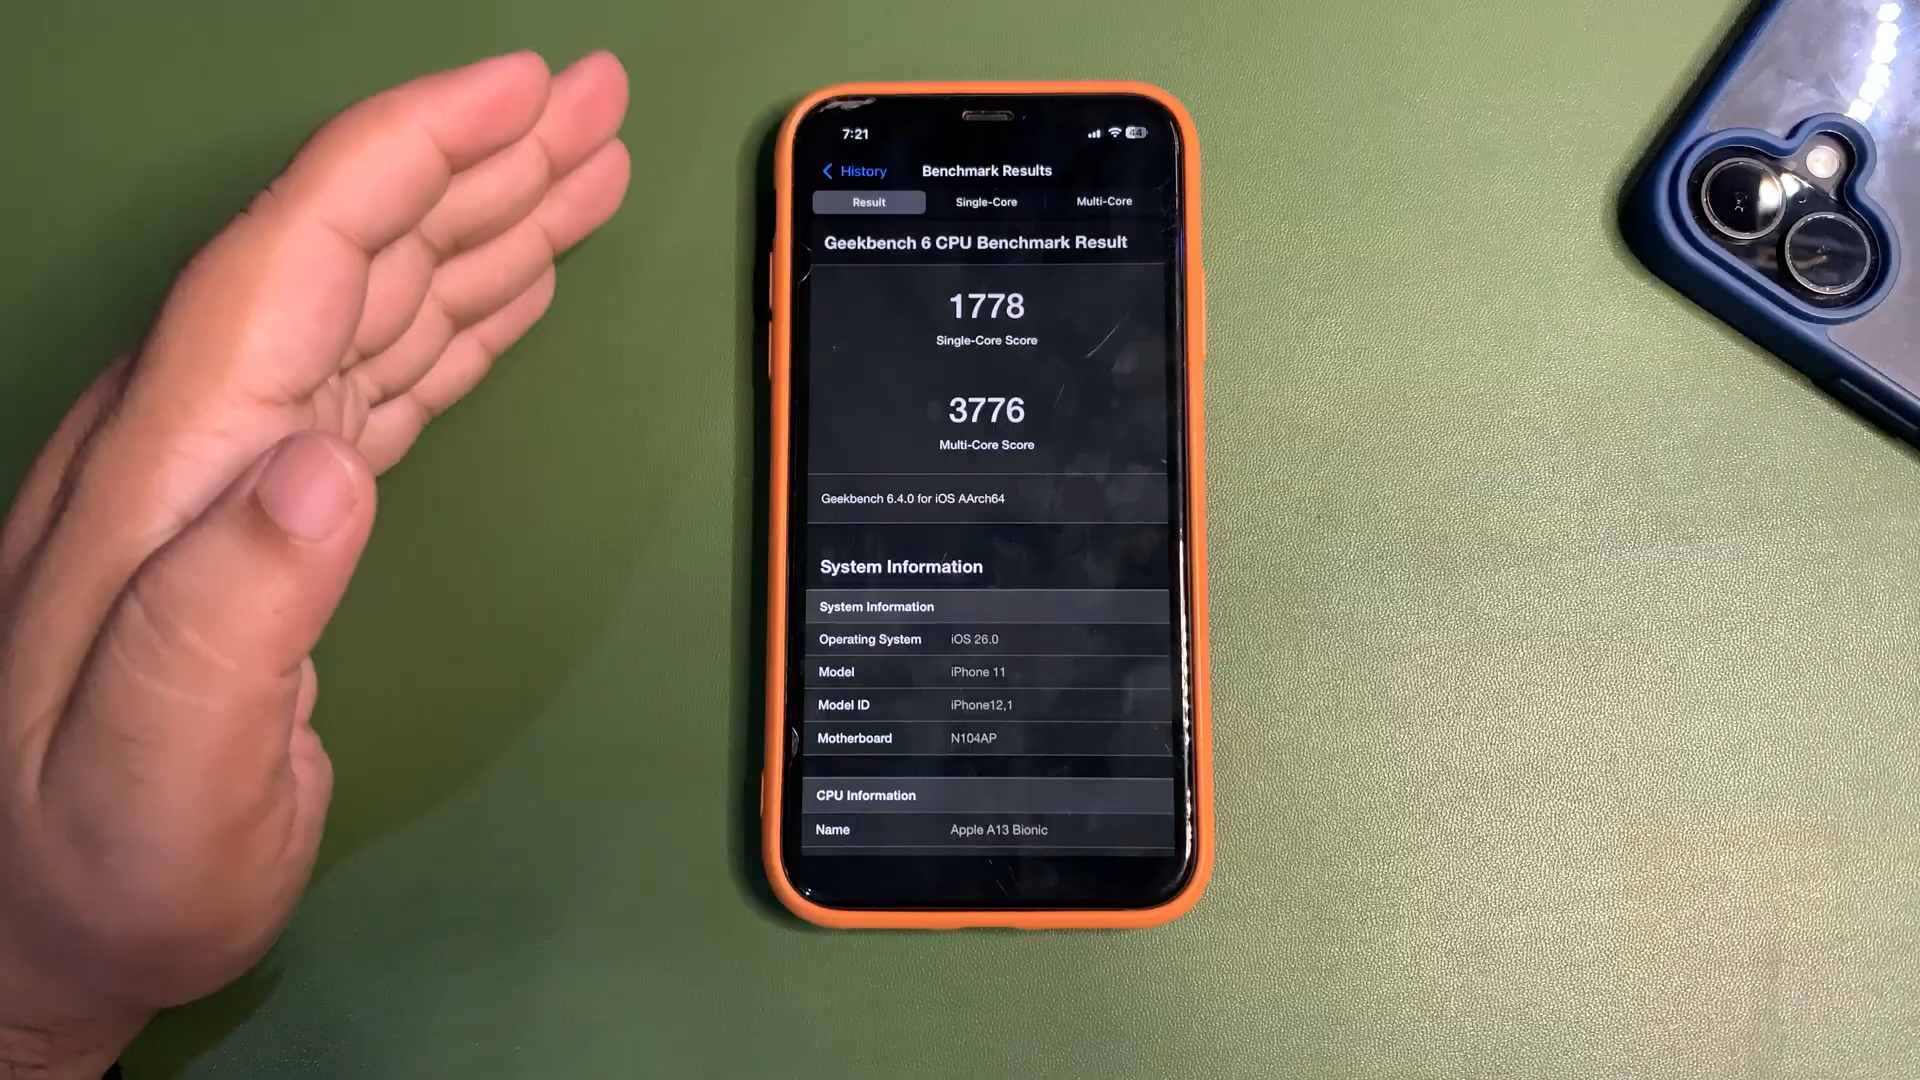 7:21
44
History
Benchmark Results
Result
Single-Core
Multi-Core
Geekbench 6 CPU Benchmark Result
1778
Single-Core Score
3776
Multi-Core Score
Geekbench 6.4.0 for iOS AArch64
System Information
System Information
Operating System iOS 26.0
Model iPhone 11
Model ID iPhone12,1
Motherboard N104AP
CPU Information
Name Apple A13 Bionic